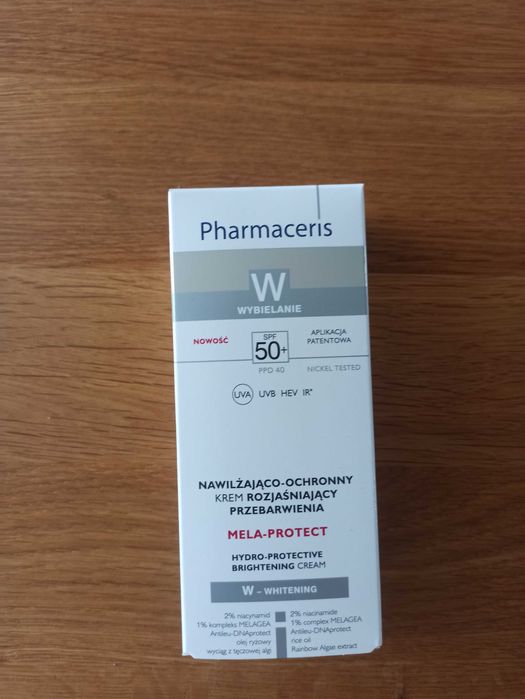 Pharmaceris
W
WYBIELANIE
NOWOŚĆ
SPF
50+
PPD 40
APLIKACJA
PATENTOWA
NICKEL TESTED
UVA UVB HEV IR*
NAWILŻAJĄCO-OCHRONNY
KREM ROZJAŚNIAJĄCY
PRZEBARWIENIA
MELA-PROTECT
HYDRO-PROTECTIVE
BRIGHTENING CREAM
W – WHITENING
2% niacynamid
1% kompleks MELAGEA
Antileu-DNAprotect
olej ryżowy
wyciąg z tęczowej algi
2% niacinamide
1% complex MELAGEA
Antileu-DNAprotect
rice oil
Rainbow Algae extract